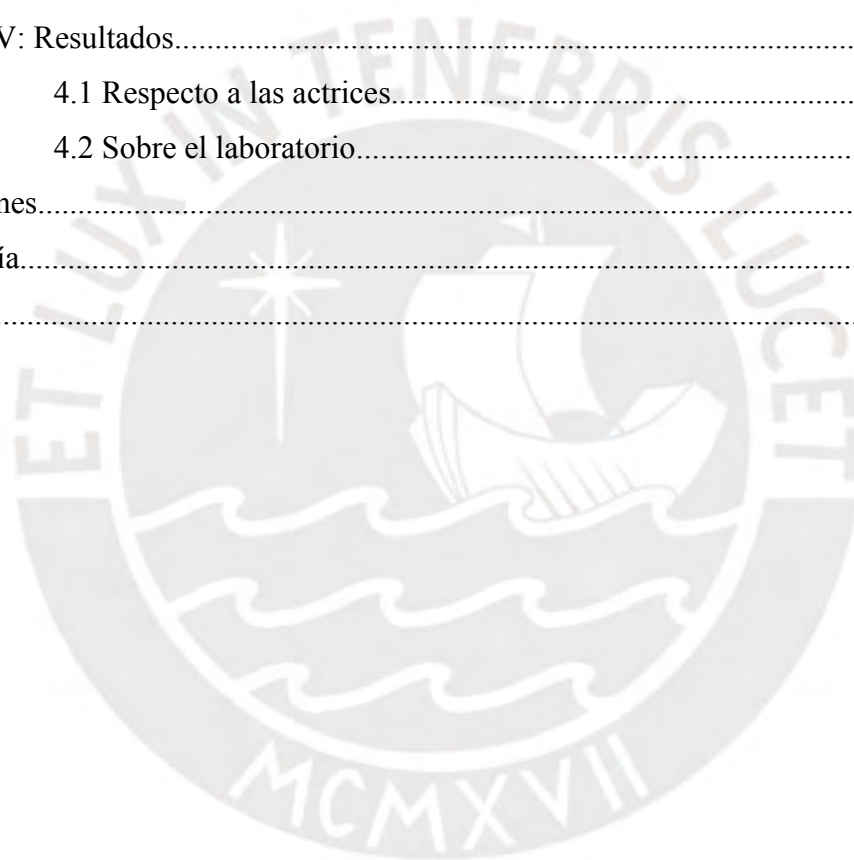 V: Resultados..........................................................................................
4.1 Respecto a las actrices................................................................
4.2 Sobre el laboratorio.....................................................................
nes.............................................................................................................
ía...............................................................................................................
..................................................................................................................
ET LUX IN TENEBRIS LUCET
MCMXVII